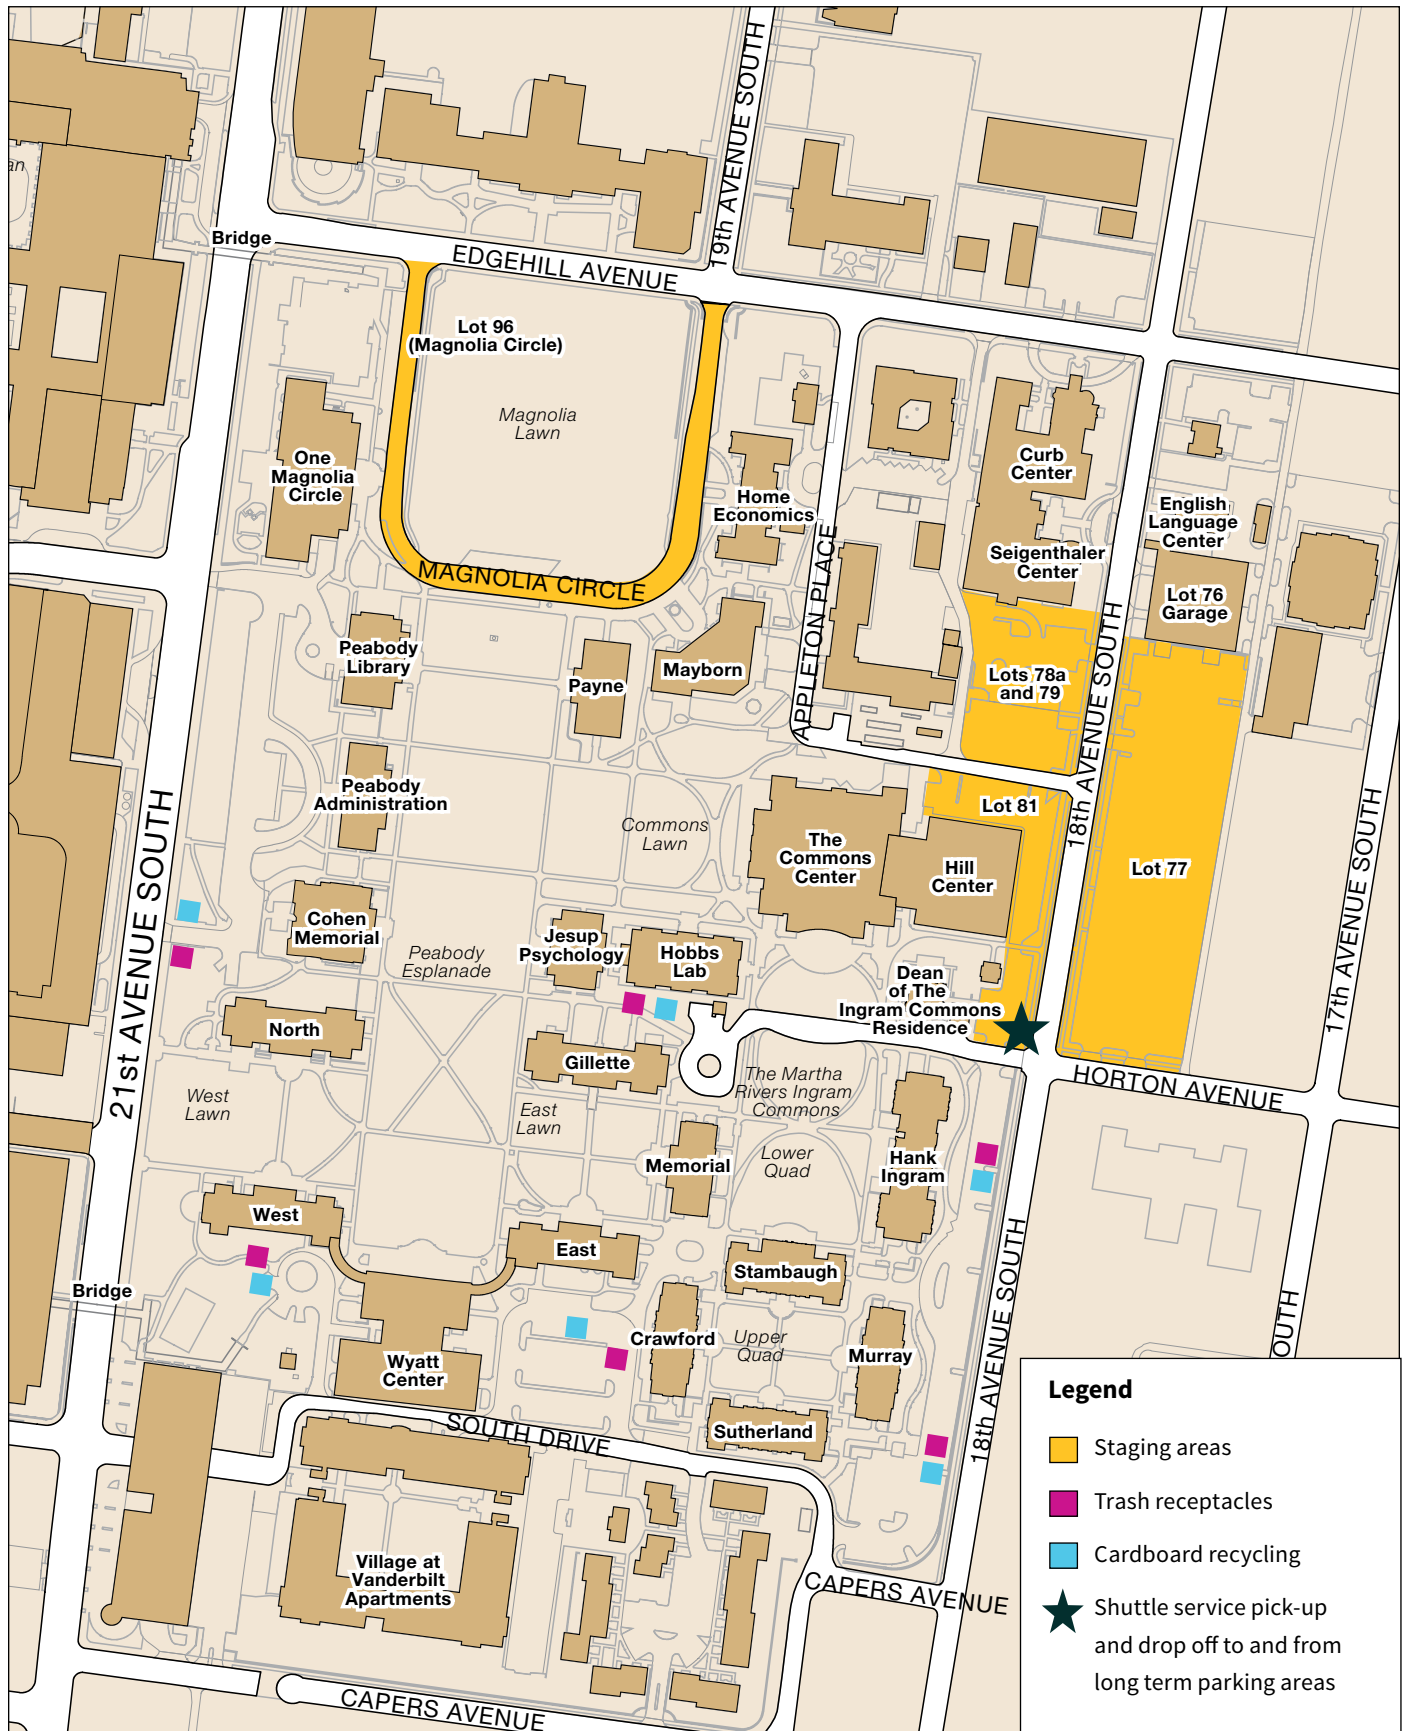 19th AVENUE SOUTH
an
Bridge
EDGEHILL AVENUE
Lot 96
(Magnolia Circle)
Magnolia
Lawn
One
Magnolia
Circle
Home
Economics
Curb
Center
English
Language
Center
Seigenthaler
Center
MAGNOLIA CIRCLE
APPLETON PLACE
Lot 76
Garage
Peabody
Library
Payne
Mayborn
Lots 78a
and 79
18th AVENUE SOUTH
Peabody
Administration
Lot 81
Commons
Lawn
The
Commons
Center
Hill
Center
Lot 77
17th AVENUE SOUTH
21st AVENUE SOUTH
Cohen
Memorial
Peabody
Esplanade
Jesup
Psychology
Hobbs
Lab
Dean
of The
Ingram Commons
Residence
North
Gillette
West
Lawn
East
Lawn
The Martha
Rivers Ingram
Commons
HORTON AVENUE
Memorial
Lower
Quad
Hank
Ingram
West
East
Stambaugh
Bridge
Crawford
Upper
Quad
Murray
18th AVENUE SOUTH
OUTH
Wyatt
Center
SOUTH DRIVE
Sutherland
Village at
Vanderbilt
Apartments
CAPERS AVENUE
CAPERS AVENUE
Legend
Staging areas
Trash receptacles
Cardboard recycling
Shuttle service pick-up
and drop off to and from
long term parking areas